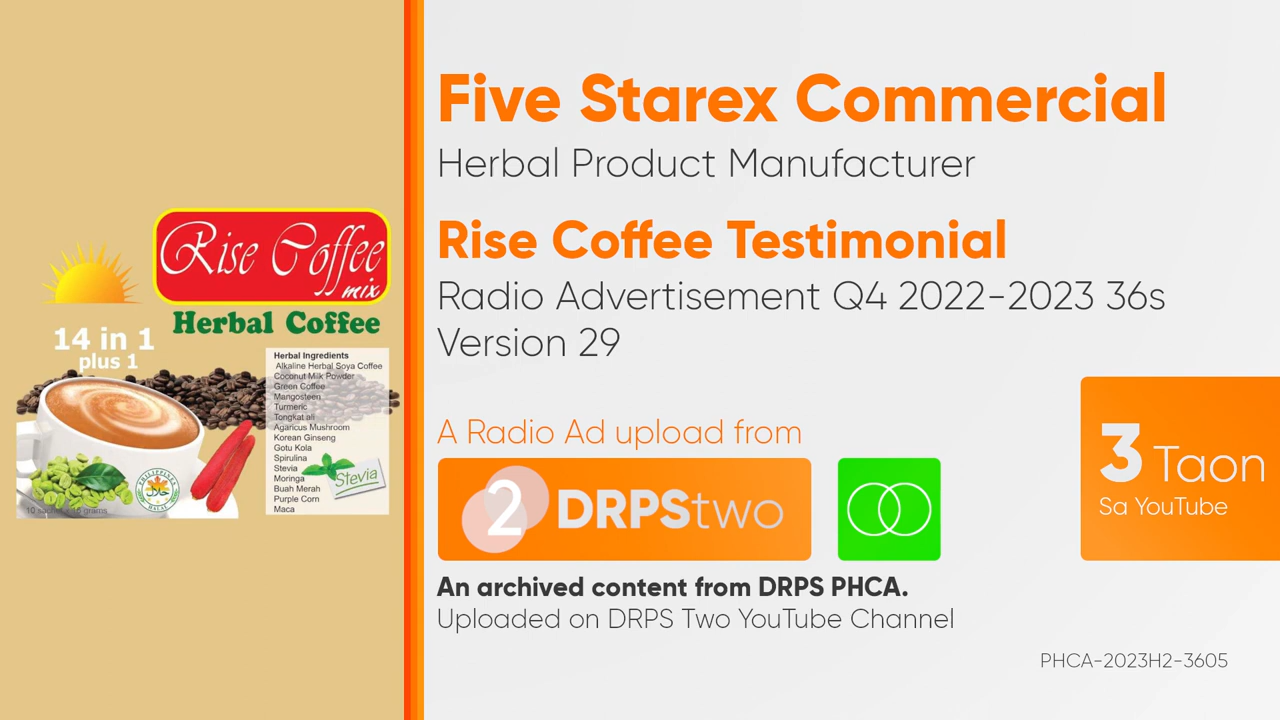 Rise Coffee
mix
Herbal Coffee
14 in 1
plus 1
Herbal Ingredients
Alkaline Herbal Soya Coffee
Coconut Milk Powder
Green Coffee
Mangosteen
Turmeric
Tongkat ali
Agaricus Mushroom
Korean Ginseng
Gotu Kola
Spirulina
Stevia
Moringa
Buah Merah
Purple Corn
Maca
Stevia
PHILIPPINE
HALAL
Five Starex Commercial
Herbal Product Manufacturer
Rise Coffee Testimonial
Radio Advertisement Q4 2022-2023 36s
Version 29
A Radio Ad upload from
2 DRPStwo
3 Taon
Sa YouTube
An archived content from DRPS PHCA.
Uploaded on DRPS Two YouTube Channel
PHCA-2023H2-3605